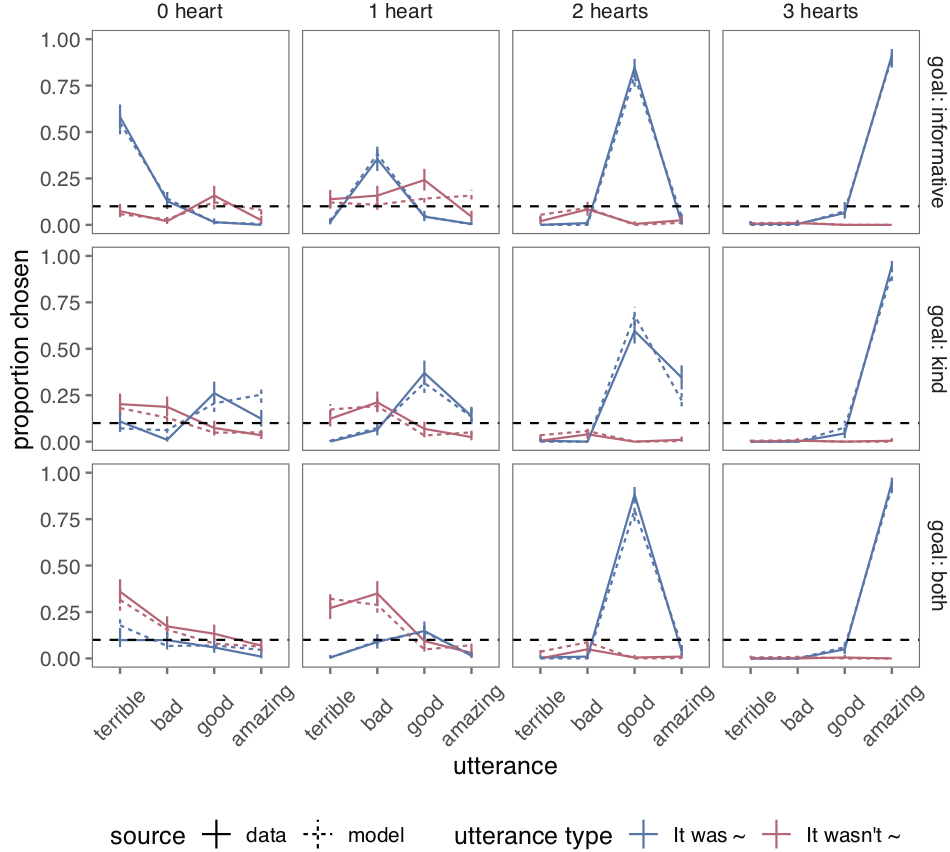 0 heart 1 heart 2 hearts 3 hearts
1.00
0.75
0.50
0.25
0.00
goal: informative
1.00
0.75
0.50
0.25
0.00
goal: kind
1.00
0.75
0.50
0.25
0.00
goal: both
proportion chosen
terrible bad good amazing terrible bad good amazing terrible bad good amazing terrible bad good amazing
utterance
source data model utterance type It was ~ It wasn't ~